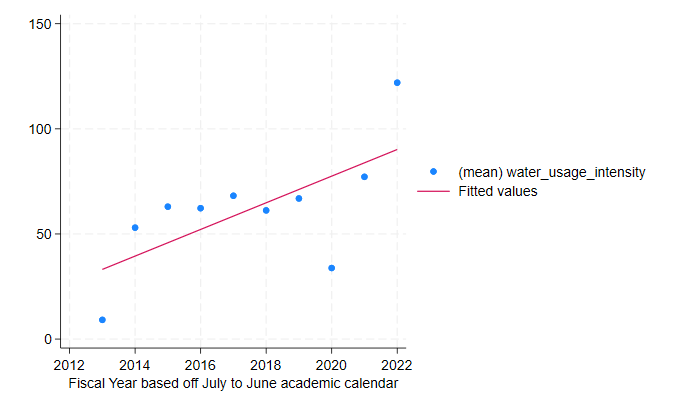 150
100
50
0
2012 2014 2016 2018 2020 2022
Fiscal Year based off July to June academic calendar
(mean) water_usage_intensity
Fitted values